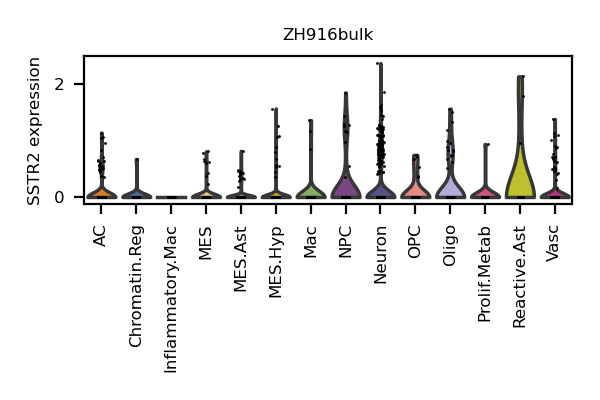 ZH916bulk
SSTR2 expression
2
0
AC
Chromatin.Reg
Inflammatory.Mac
MES
MES.Ast
MES.Hyp
Mac
NPC
Neuron
OPC
Oligo
Prolif.Metab
Reactive.Ast
Vasc